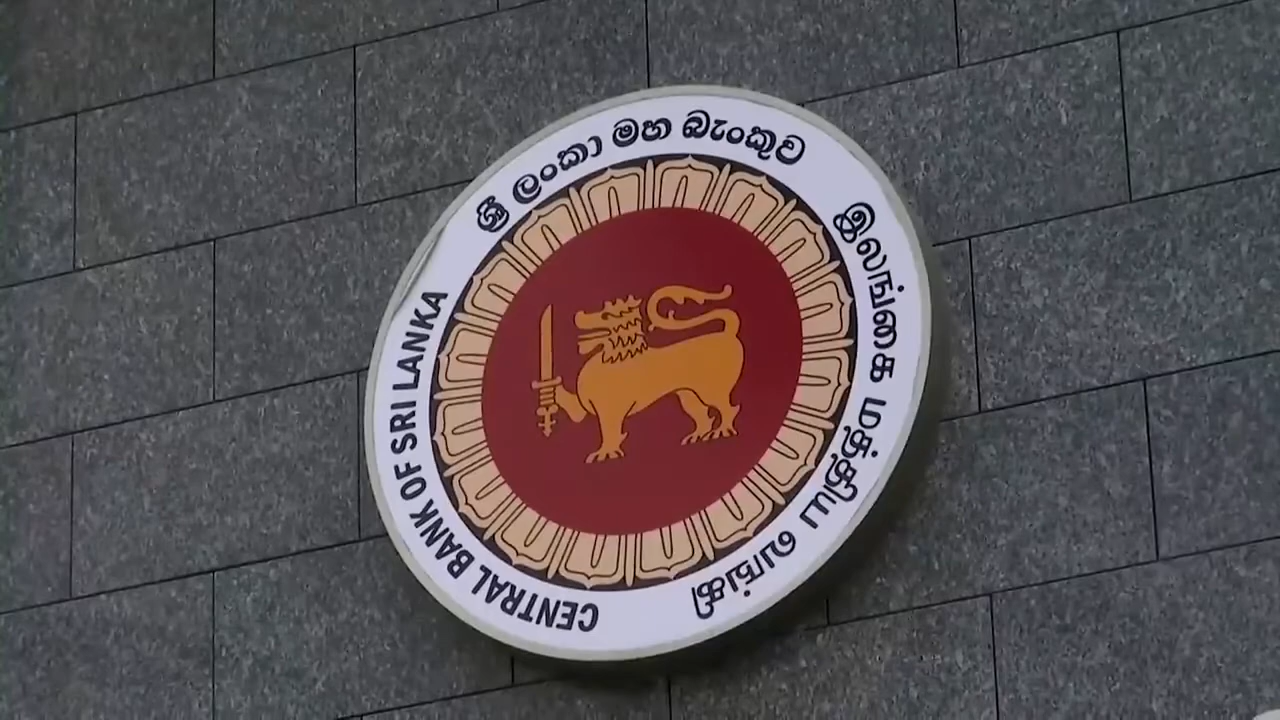 ශ්‍රී ලංකා මහ බැංකුව
இலங்கை மத்திய வங்கி
CENTRAL BANK OF SRI LANKA